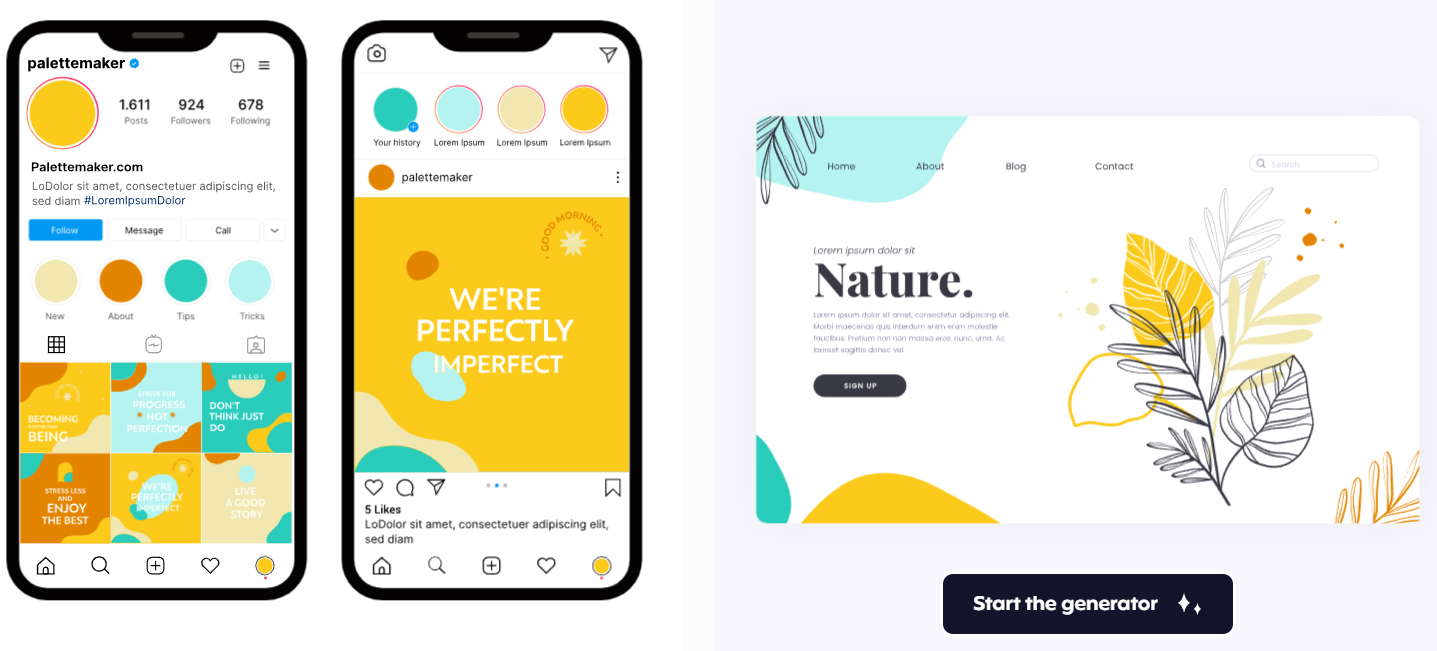 palettemaker
1.611 924 678
Posts Followers Following
Palettemaker.com
LoDolor sit amet, consectetuer adipiscing elit,
sed diam #LoremIpsumDolor
Follow Message Call
New About Tips Tricks
BECOMING
BEING
STRIVE FOR
PROGRESS
NOT
PERFECTION
HELLO!
DON'T
THINK JUST
DO
STRESS LESS
AND
ENJOY
THE BEST
WE'RE
PERFECTLY
IMPERFECT
LIVE
A GOOD
STORY
Your history Lorem Ipsum Lorem Ipsum Lorem Ipsum
palettemaker
• GOOD MORNING •
WE'RE
PERFECTLY
IMPERFECT
5 Likes
LoDolor sit amet, consectetuer adipiscing elit,
sed diam
Home About Blog Contact Search
Lorem ipsum dolor sit
Nature.
Lorem ipsum dolor sit amet, consectetur adipiscing elit.
Morbi maecenas quis interdum enim enim molestie
faucibus. Pretium non non massa eros, nunc, urna. Ac
laoreet sagittis donec vel.
SIGN UP
Start the generator